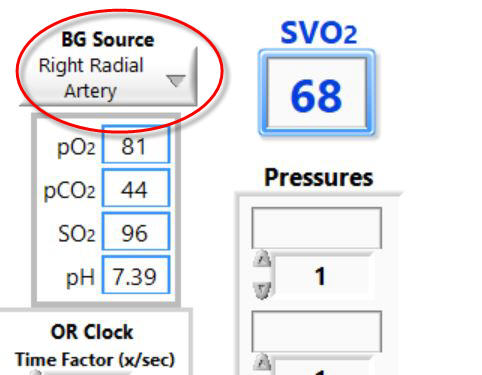 BG Source
Right Radial
Artery
pO2 81
pCO2 44
SO2 96
pH 7.39
OR Clock
Time Factor (x/sec)
SVO2
68
Pressures
1